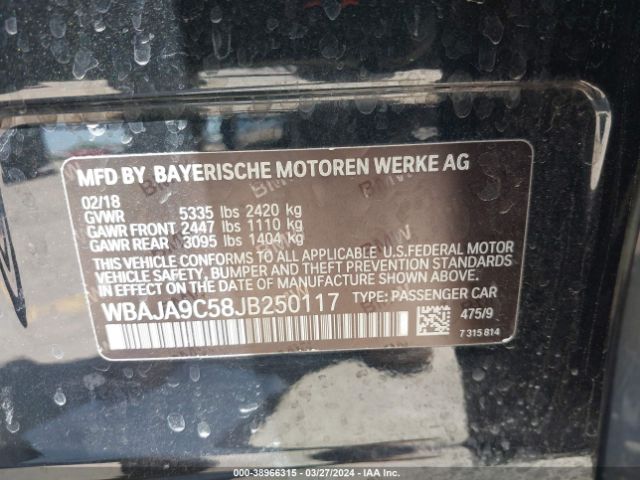 MFD BY BAYERISCHE MOTOREN WERKE AG
02/18
GVWR 5335 lbs 2420 kg
GAWR FRONT 2447 lbs 1110 kg
GAWR REAR 3095 lbs 1404 kg
THIS VEHICLE CONFORMS TO ALL APPLICABLE U.S.FEDERAL MOTOR
VEHICLE SAFETY, BUMPER AND THEFT PREVENTION STANDARDS
IN EFFECT ON THE DATE OF MANUFACTURE SHOWN ABOVE.
WBAJA9C58JB250117 TYPE: PASSENGER CAR
475/9
7 315 814
000-38966315 - 03/27/2024 - IAA Inc.